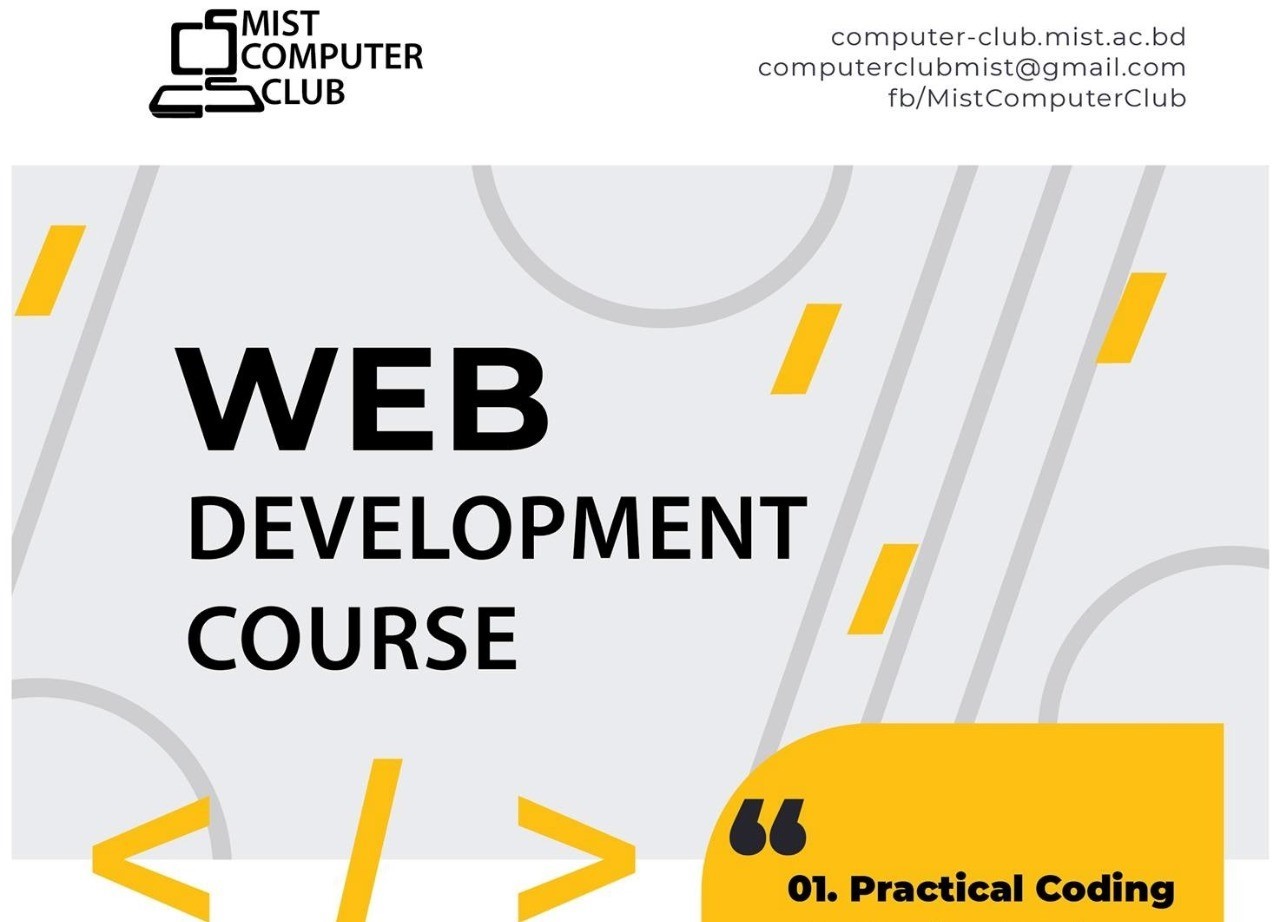 MIST
COMPUTER
CLUB
computer-club.mist.ac.bd
computerclubmist@gmail.com
fb/MistComputerClub
WEB
DEVELOPMENT
COURSE
</>
“
01. Practical Coding